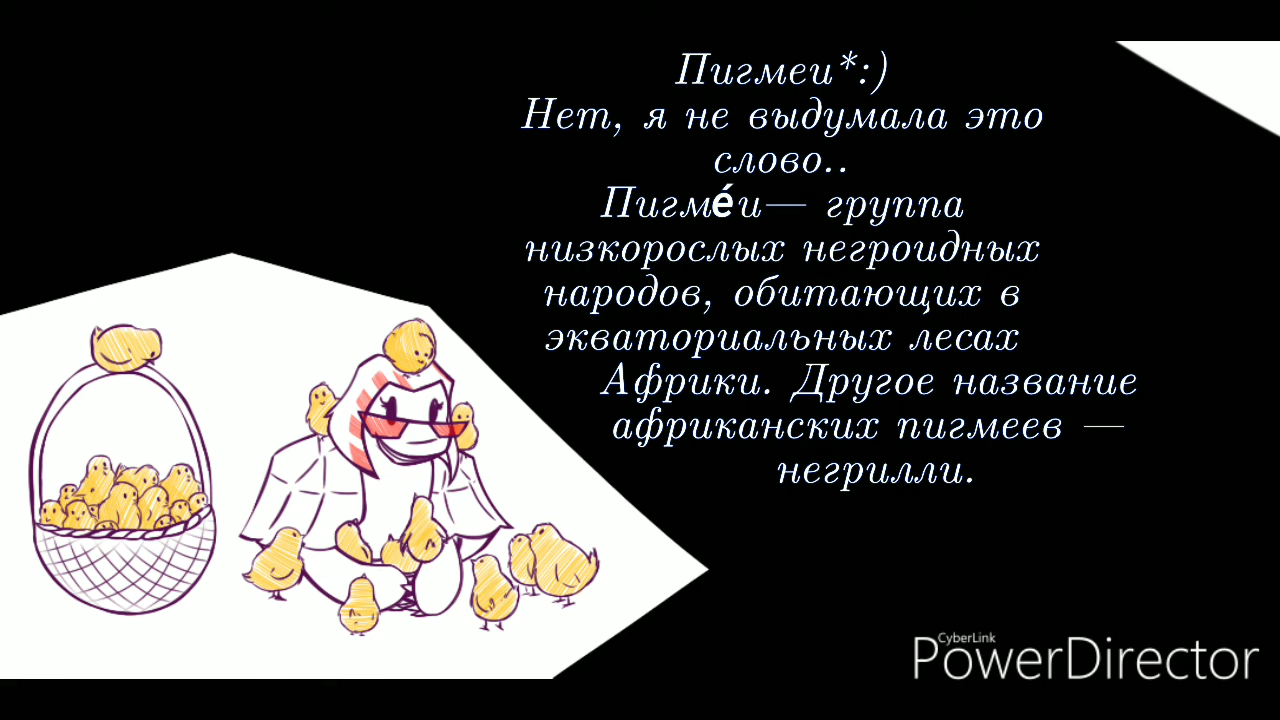 Пигмеи*:)
Нет, я не выдумала это
слово..
Пигме́и— группа
низкорослых негроидных
народов, обитающих в
экваториальных лесах
Африки. Другое название
африканских пигмеев —
негрилли.
CyberLink
PowerDirector